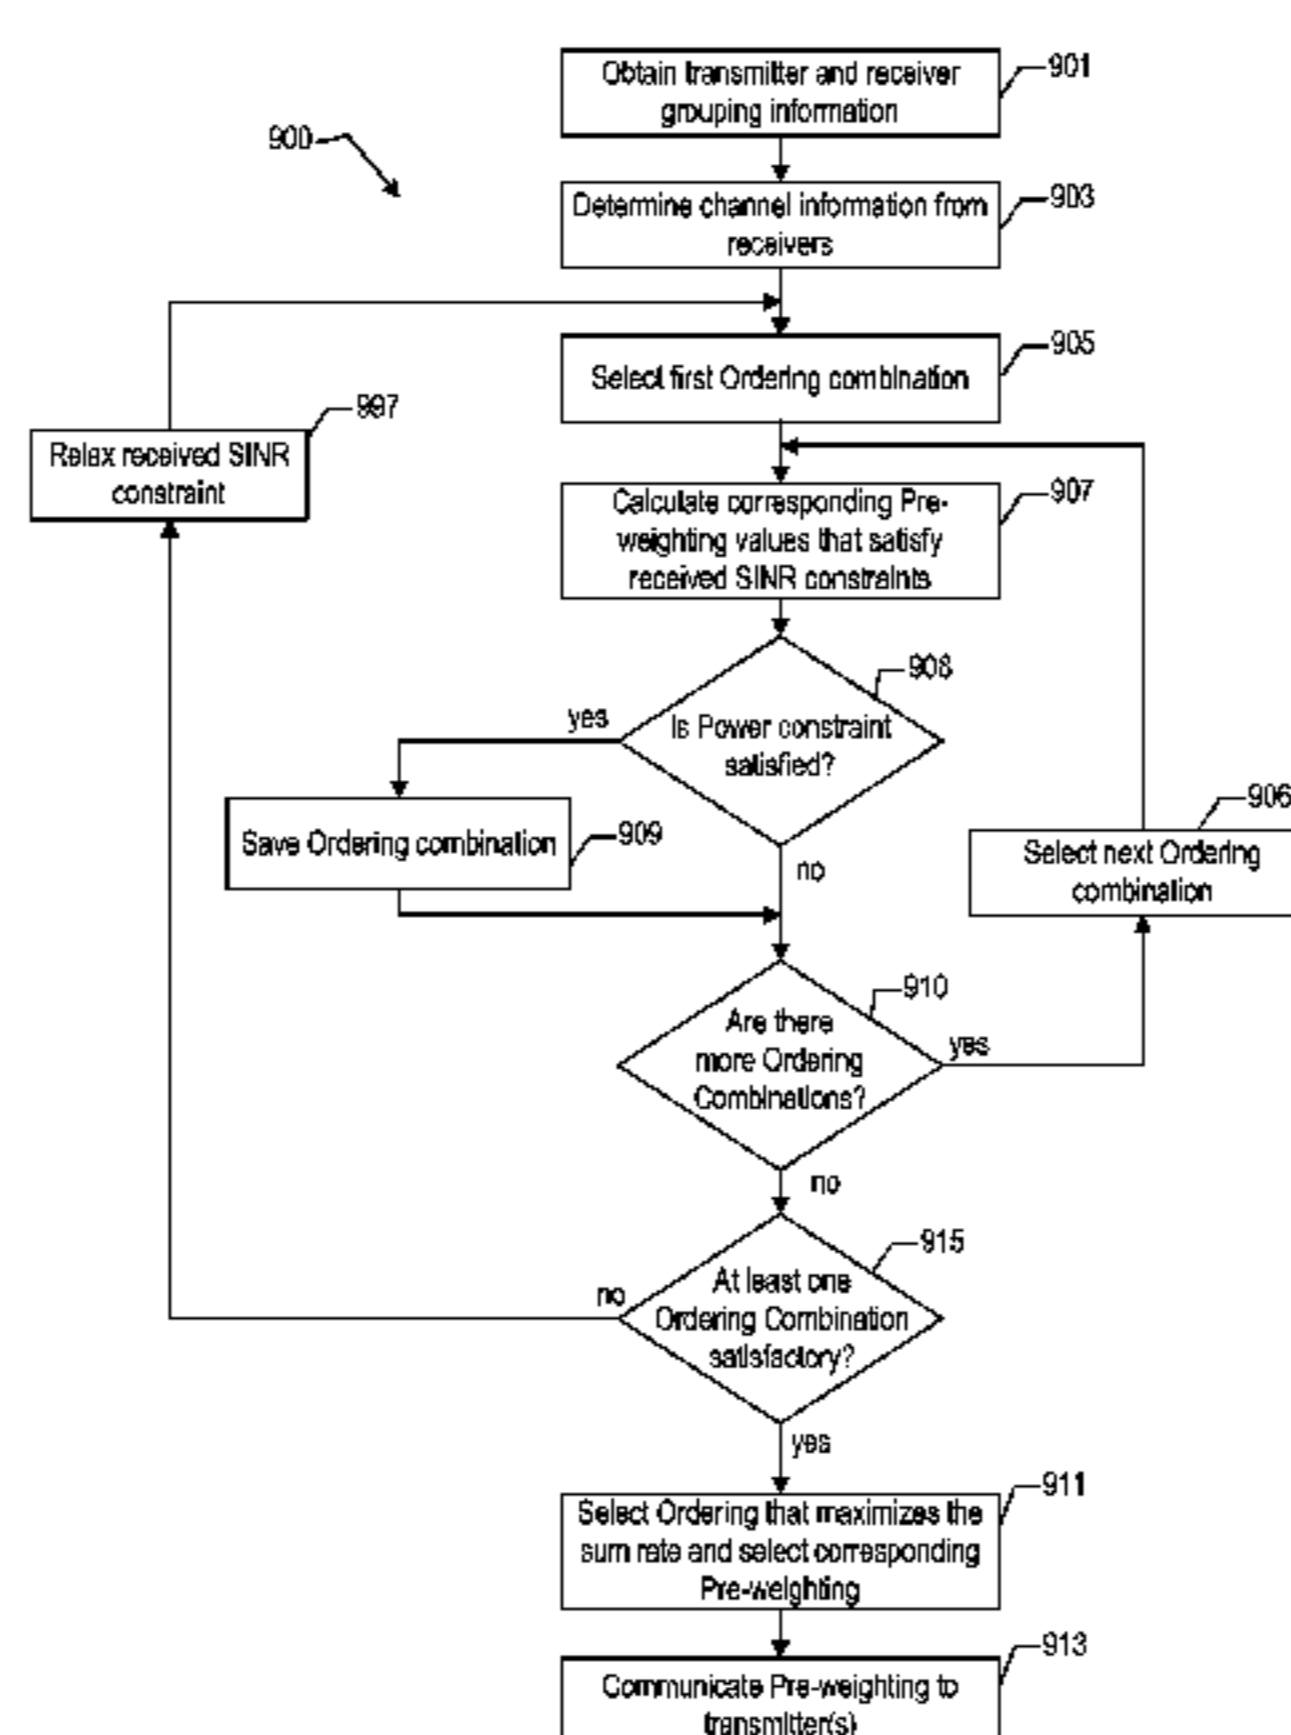 Obtain transmitter and receiver
grouping information
901
900
Determine channel information from
receivers
903
Select first Ordering combination
905
Relax received SINR
constraint
997
Calculate corresponding Pre-
weighting values that satisfy
received SINR constraints
907
Is Power constraint
satisfied?
908
yes
no
Save Ordering combination
909
Select next Ordering
combination
906
Are there
more Ordering
Combinations?
910
yes
no
At least one
Ordering Combination
satisfactory?
915
no
yes
Select Ordering that maximizes the
sum rate and select corresponding
Pre-weighting
911
Communicate Pre-weighting to
transmitter(s)
913